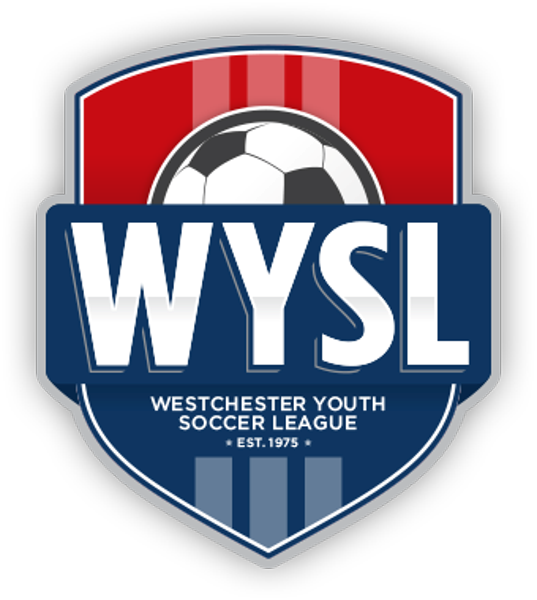 WYSL
WESTCHESTER YOUTH
SOCCER LEAGUE
★ EST. 1975 ★